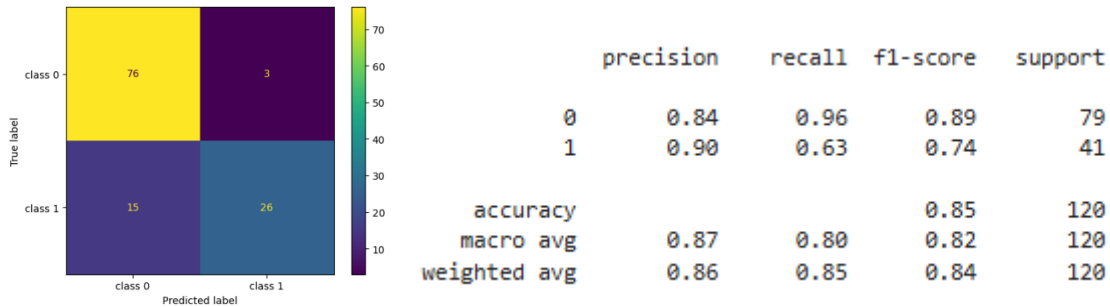 True label
class 0
class 1
76
3
15
26
class 0
class 1
Predicted label
70
60
50
40
30
20
10
precision recall f1-score support
0 0.84 0.96 0.89 79
1 0.90 0.63 0.74 41
accuracy 0.85 120
macro avg 0.87 0.80 0.82 120
weighted avg 0.86 0.85 0.84 120